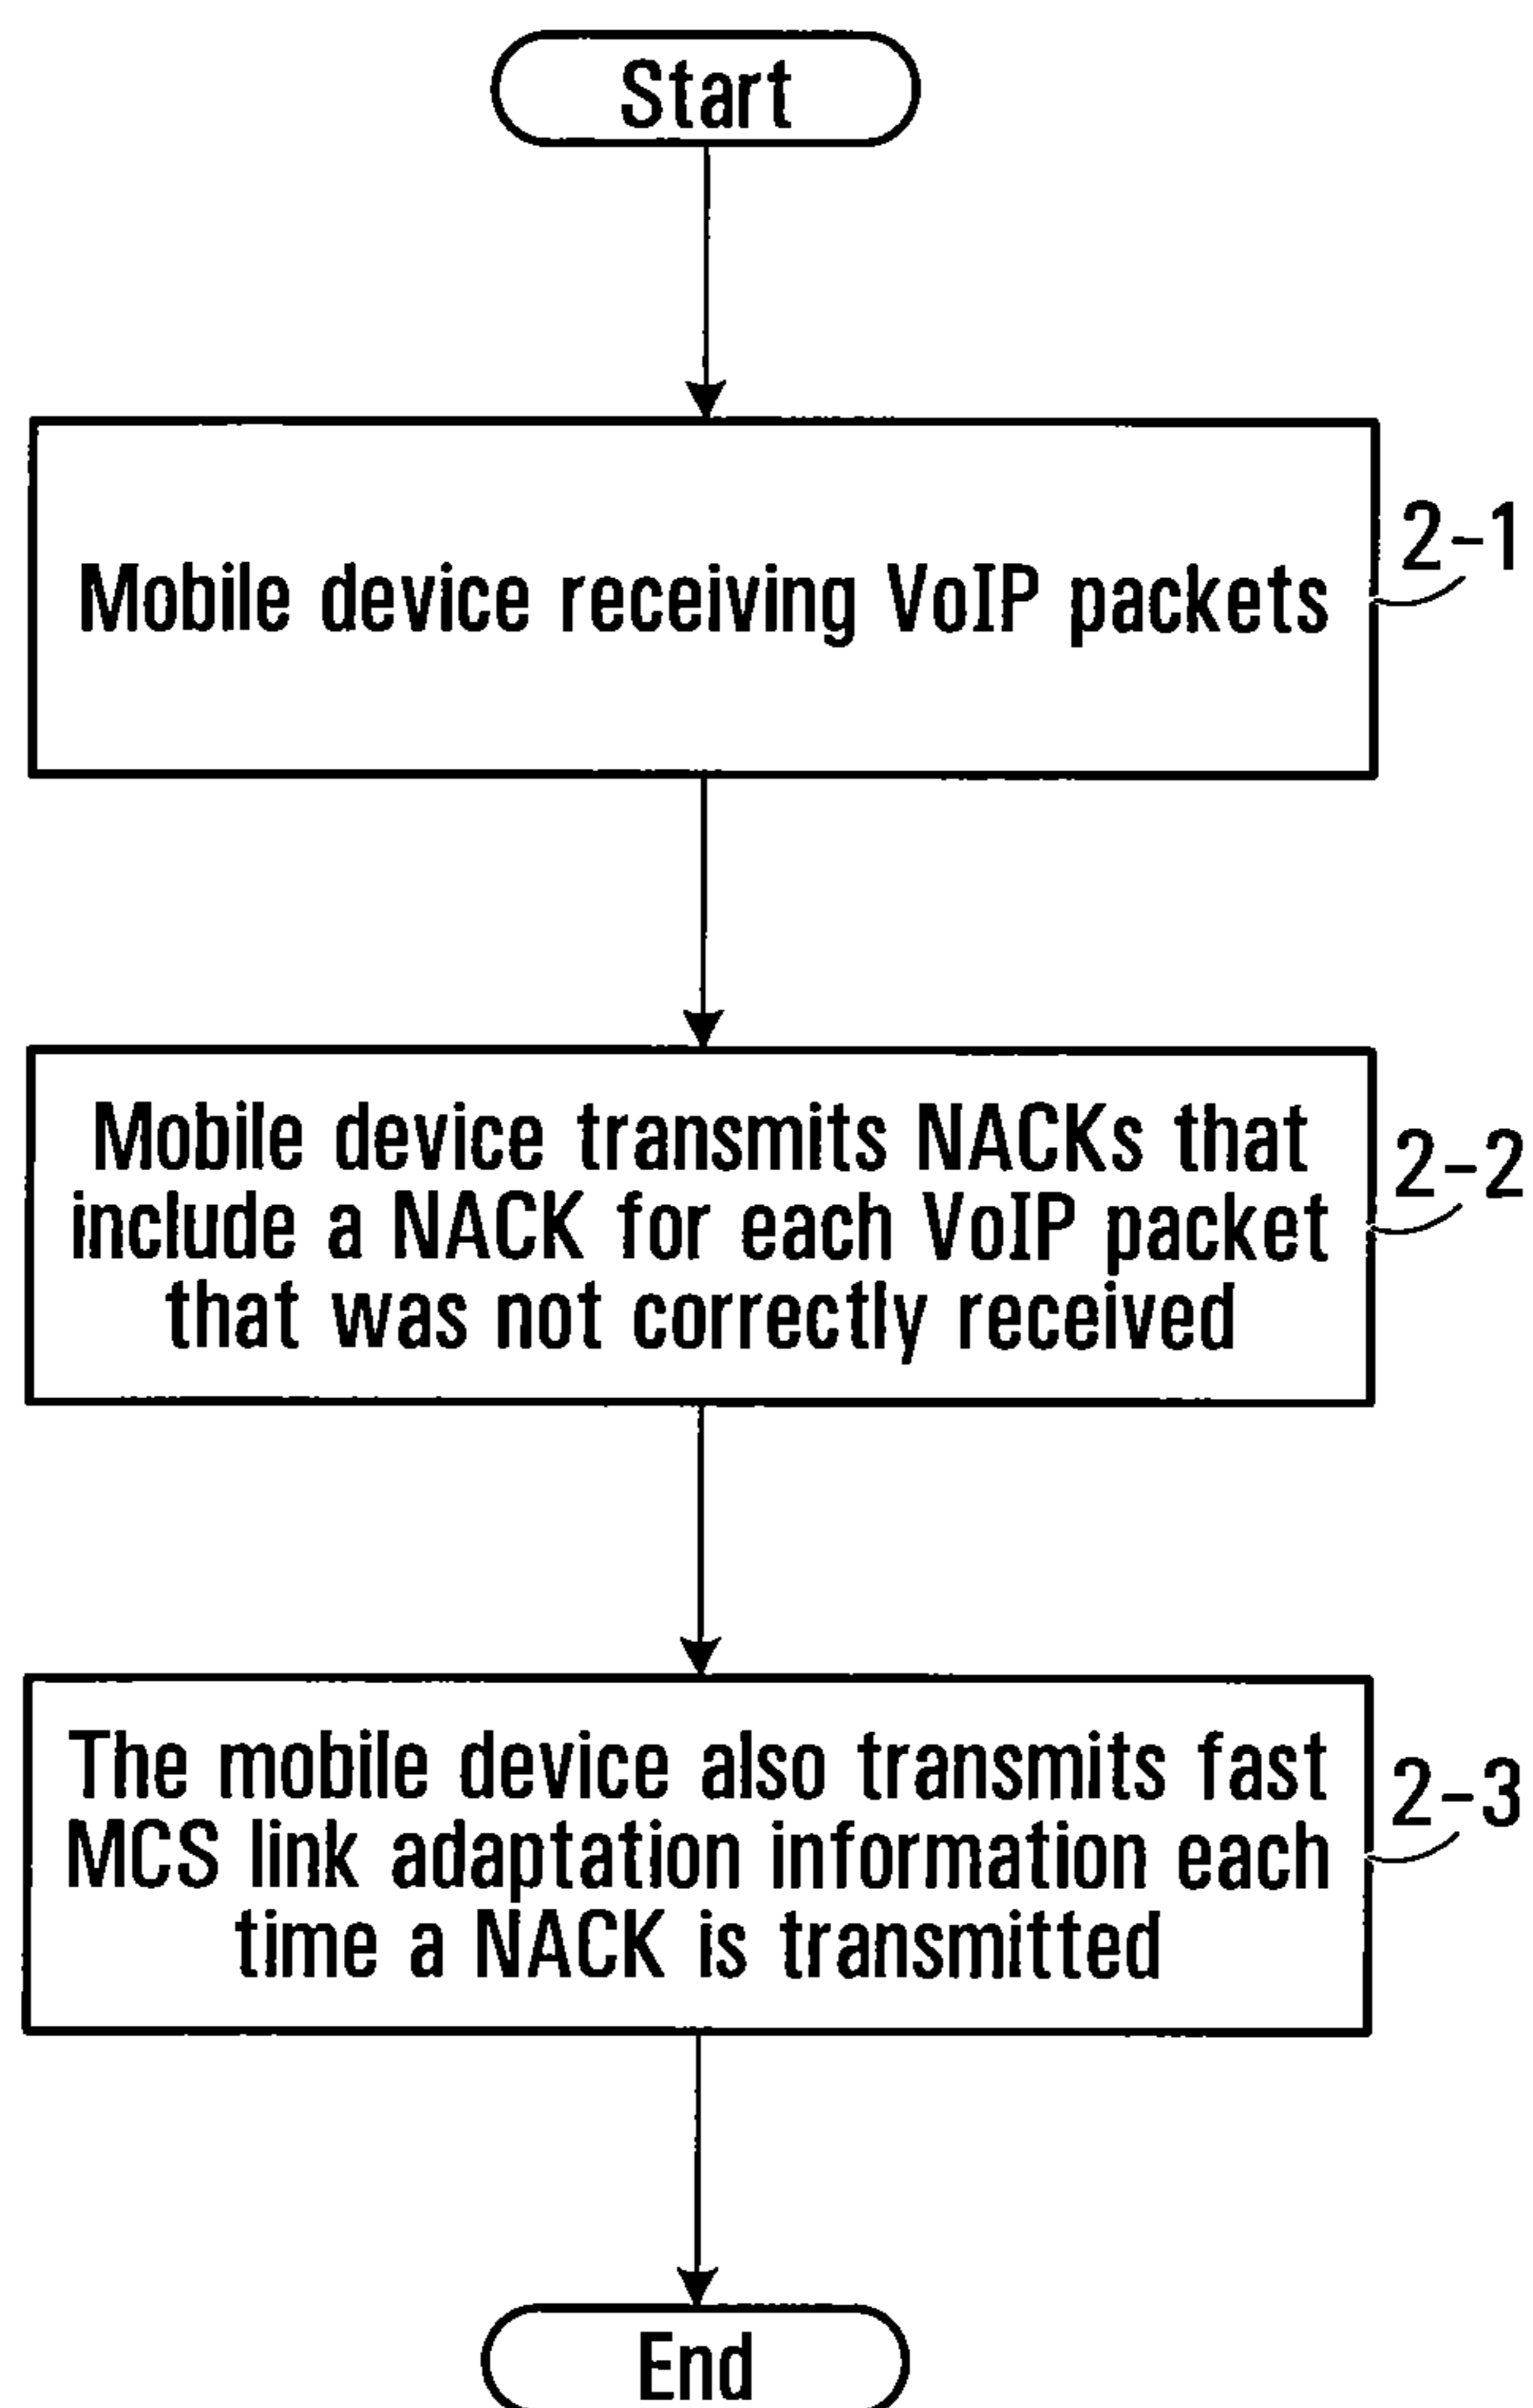 Start
2-1
Mobile device receiving VoIP packets
Mobile device transmits NACKs that
2-2
include a NACK for each VoIP packet
that was not correctly received
The mobile device also transmits fast
2-3
MCS link adaptation information each
time a NACK is transmitted
End